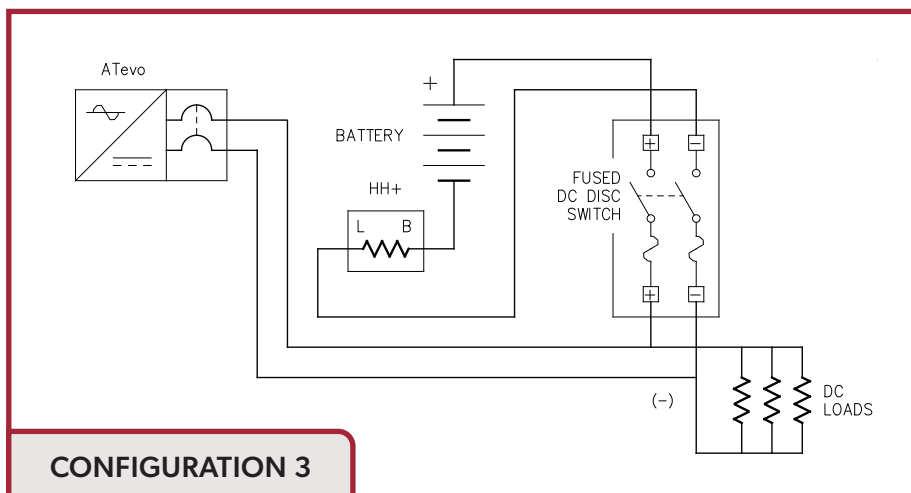 ATevo
+
BATTERY
HH+
L B
+ −
FUSED
DC DISC
SWITCH
+ −
(−)
DC
LOADS
CONFIGURATION 3